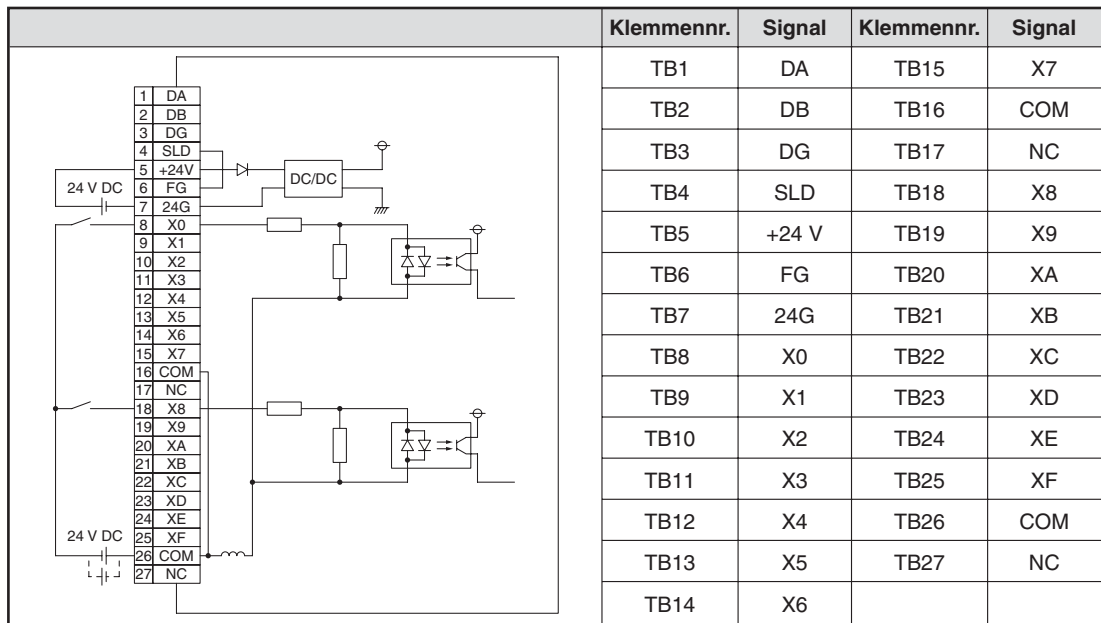 Klemmennr. Signal Klemmennr. Signal
1 DA
2 DB
3 DG
4 SLD
5 +24V
6 FG
7 24G
8 X0
9 X1
10 X2
11 X3
12 X4
13 X5
14 X6
15 X7
16 COM
17 NC
18 X8
19 X9
20 XA
21 XB
22 XC
23 XD
24 XE
25 XF
26 COM
27 NC
24 V DC
DC/DC
24 V DC
TB1 DA TB15 X7
TB2 DB TB16 COM
TB3 DG TB17 NC
TB4 SLD TB18 X8
TB5 +24 V TB19 X9
TB6 FG TB20 XA
TB7 24G TB21 XB
TB8 X0 TB22 XC
TB9 X1 TB23 XD
TB10 X2 TB24 XE
TB11 X3 TB25 XF
TB12 X4 TB26 COM
TB13 X5 TB27 NC
TB14 X6